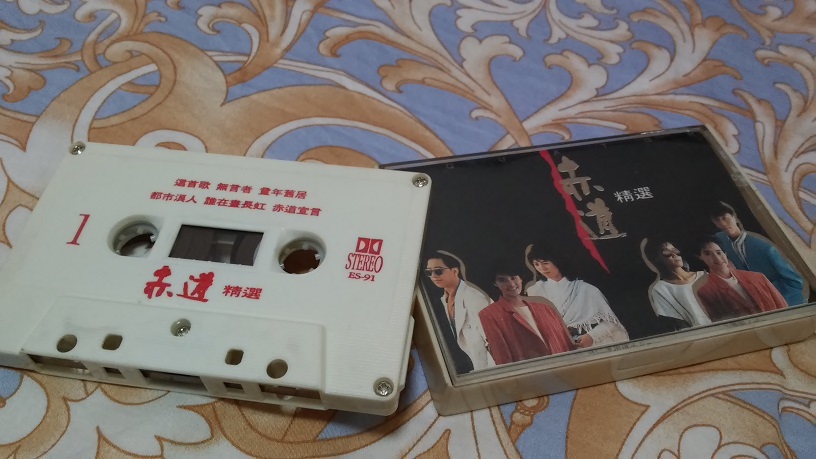 這首歌 無言者 童年舊居
都市浪人 誰在畫長虹 赤道宣言
1
STEREO
ES-91
赤道 精選
赤道
精選